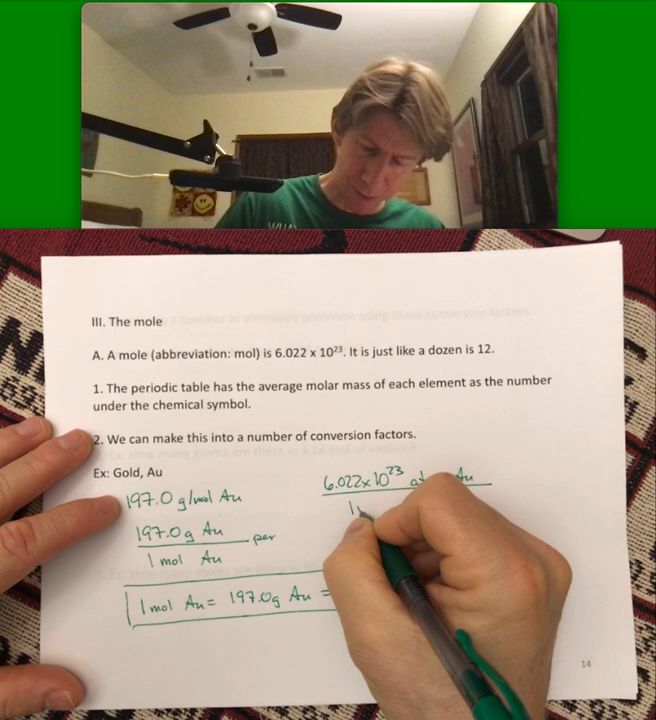 III. The mole
A. A mole (abbreviation: mol) is 6.022 x 10²³. It is just like a dozen is 12.
1. The periodic table has the average molar mass of each element as the number
under the chemical symbol.
2. We can make this into a number of conversion factors.
Ex: Gold, Au
197.0 g/mol Au
197.0g Au
1 mol Au
per
6.022x10²³ at Au
1
1 mol Au = 197.0g Au =
14